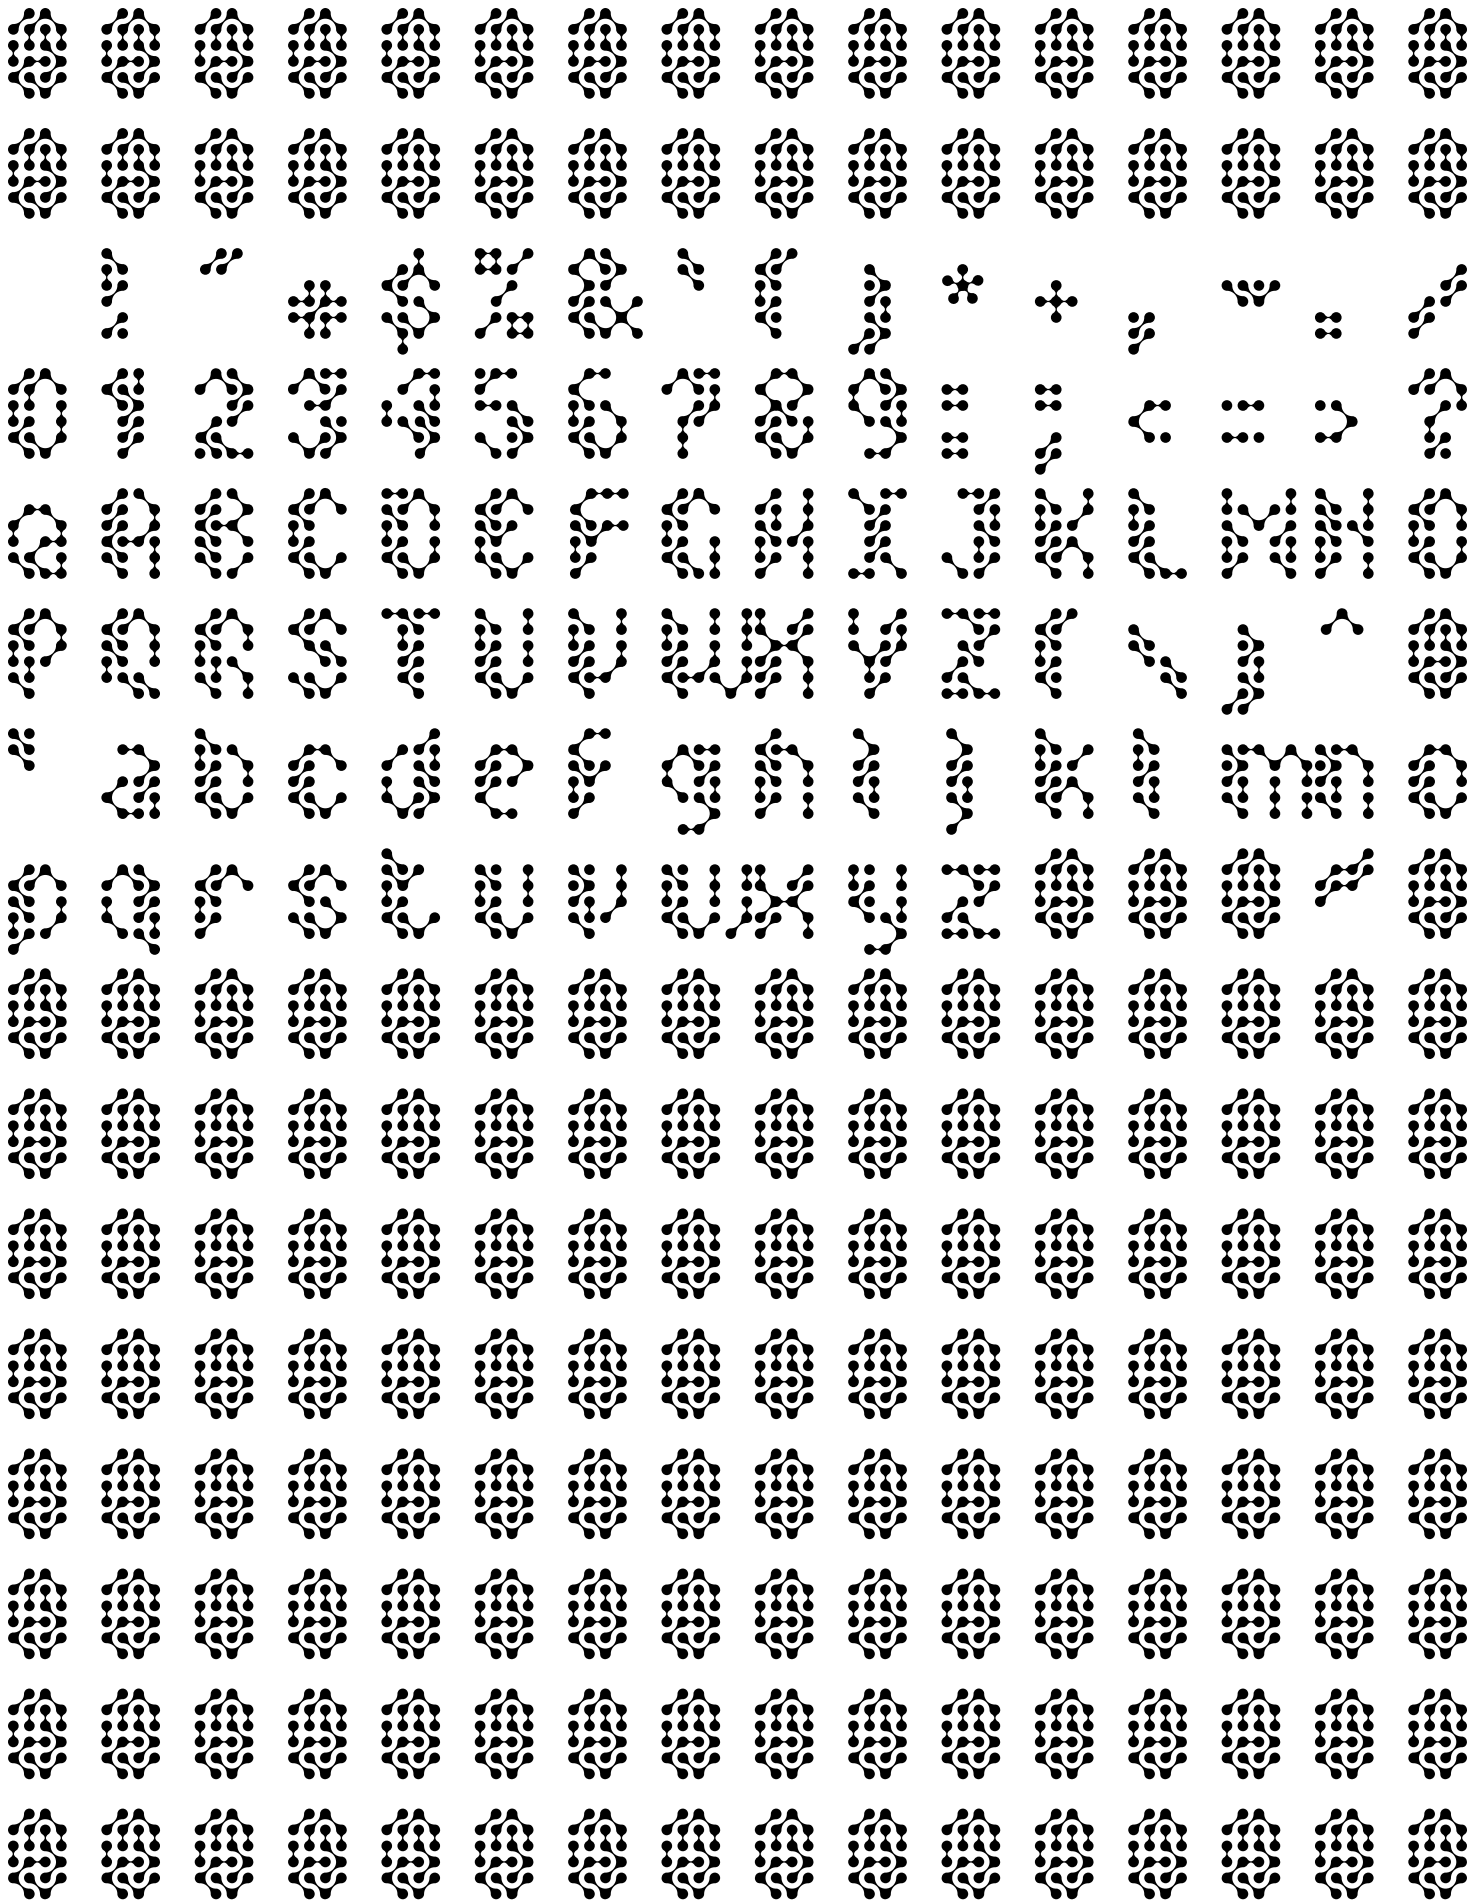 ! " # $ % & ' ( ) * + , - . /
0 1 2 3 4 5 6 7 8 9 : ; < = > ?
@ A B C D E F G H I J K L M N O
P Q R S T U V W X Y Z [ \ ] ^
` a b c d e f g h i j k l m n o
p q r s t u v w x y z ~